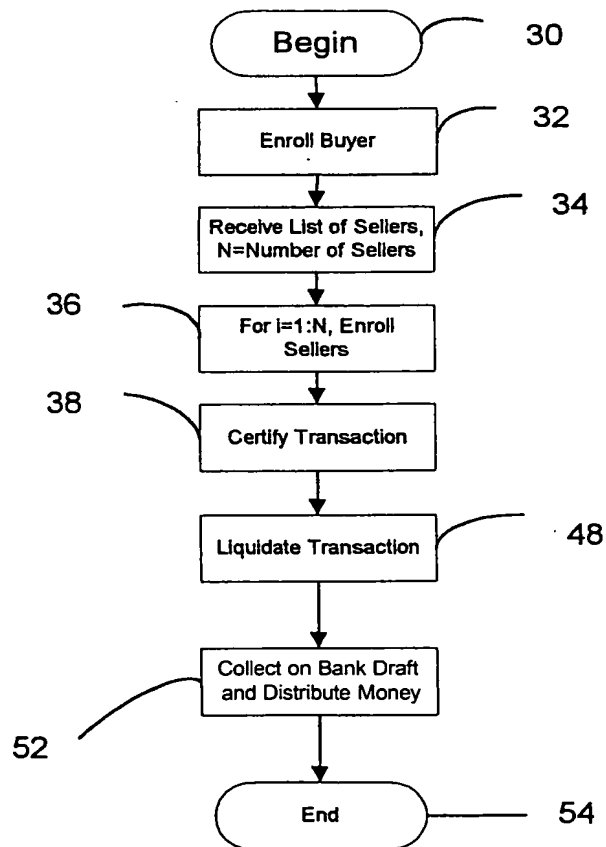 Begin
30
Enroll Buyer
32
Receive List of Sellers,
N=Number of Sellers
34
36
For i=1:N, Enroll
Sellers
38
Certify Transaction
Liquidate Transaction
48
Collect on Bank Draft
and Distribute Money
52
End
54